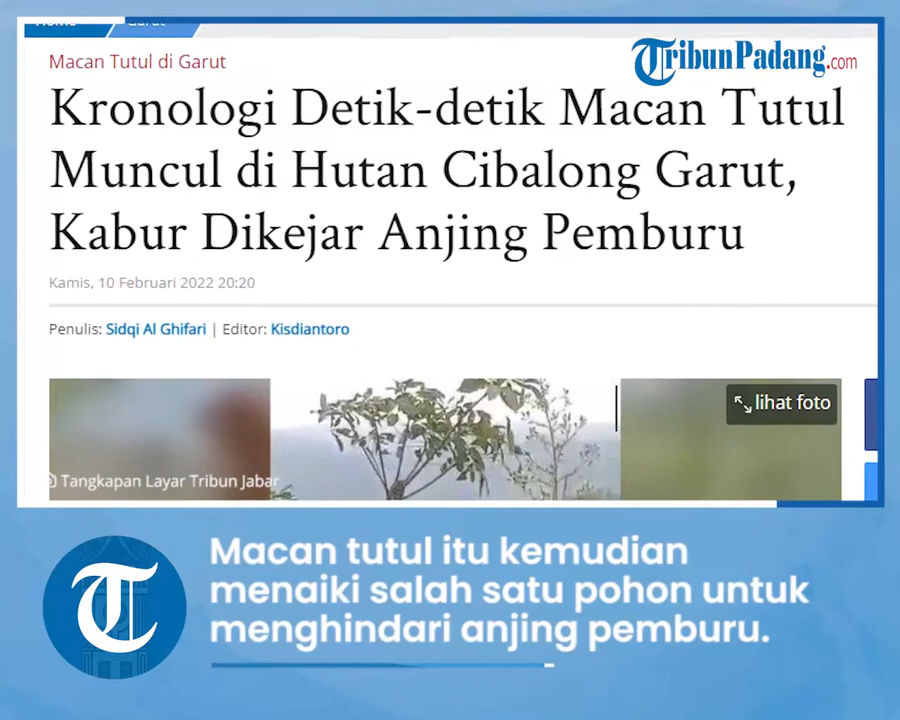 Home
Garut
Macan Tutul di Garut
TribunPadang.com
Kronologi Detik-detik Macan Tutul
Muncul di Hutan Cibalong Garut,
Kabur Dikejar Anjing Pemburu
Kamis, 10 Februari 2022 20:20
Penulis: Sidqi Al Ghifari | Editor: Kisdiantoro
lihat foto
Tangkapan Layar Tribun Jabar
T
Macan tutul itu kemudian
menaiki salah satu pohon untuk
menghindari anjing pemburu.